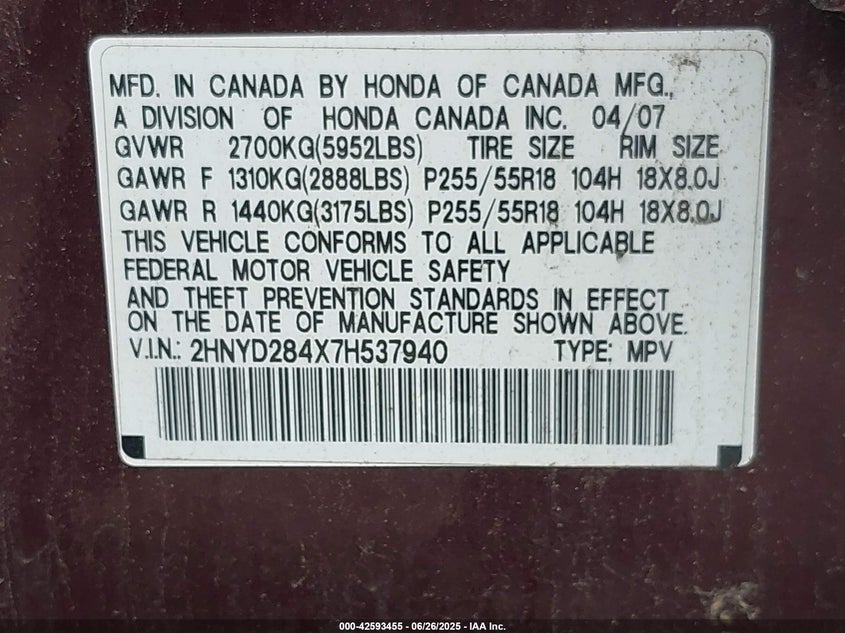 MFD. IN CANADA BY HONDA OF CANADA MFG.,
A DIVISION OF HONDA CANADA INC. 04/07
GVWR 2700KG(5952LBS) TIRE SIZE RIM SIZE
GAWR F 1310KG(2888LBS) P255/55R18 104H 18X8.0J
GAWR R 1440KG(3175LBS) P255/55R18 104H 18X8.0J
THIS VEHICLE CONFORMS TO ALL APPLICABLE
FEDERAL MOTOR VEHICLE SAFETY
AND THEFT PREVENTION STANDARDS IN EFFECT
ON THE DATE OF MANUFACTURE SHOWN ABOVE.
V.I.N.: 2HNYD284X7H537940 TYPE: MPV
000-42593455 - 06/26/2025 - IAA Inc.